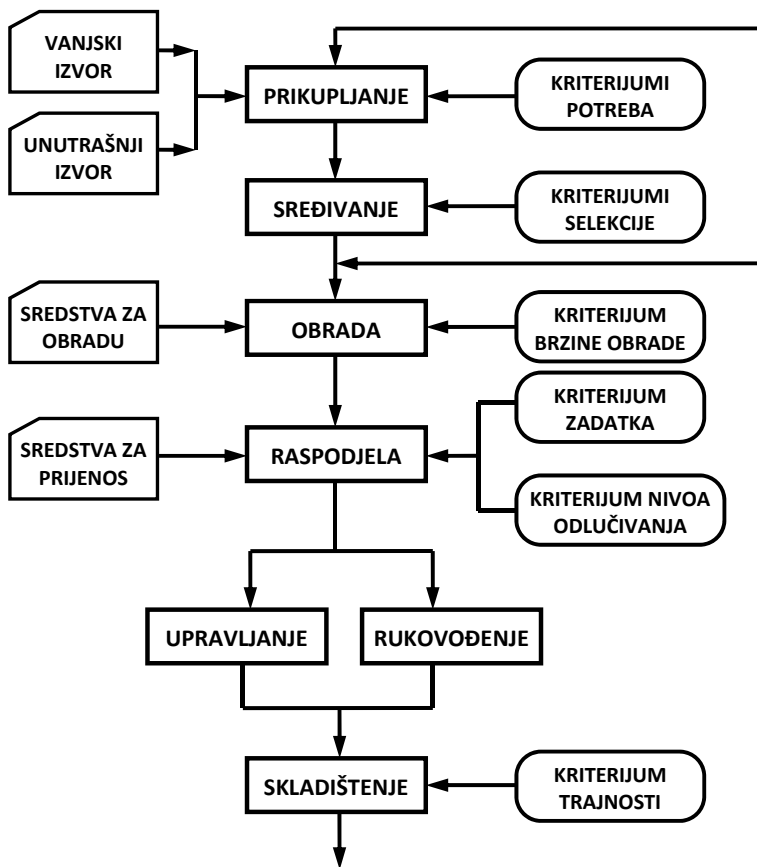 VANJSKI
IZVOR
PRIKUPLJANJE
KRITERIJUMI
POTREBA
UNUTRAŠNJI
IZVOR
SREĐIVANJE
KRITERIJUMI
SELEKCIJE
SREDSTVA ZA
OBRADU
OBRADA
KRITERIJUM
BRZINE OBRADE
KRITERIJUM
ZADATKA
SREDSTVA ZA
PRIJENOS
RASPODJELA
KRITERIJUM NIVOA
ODLUČIVANJA
UPRAVLJANJE
RUKOVOĐENJE
SKLADIŠTENJE
KRITERIJUM
TRAJNOSTI